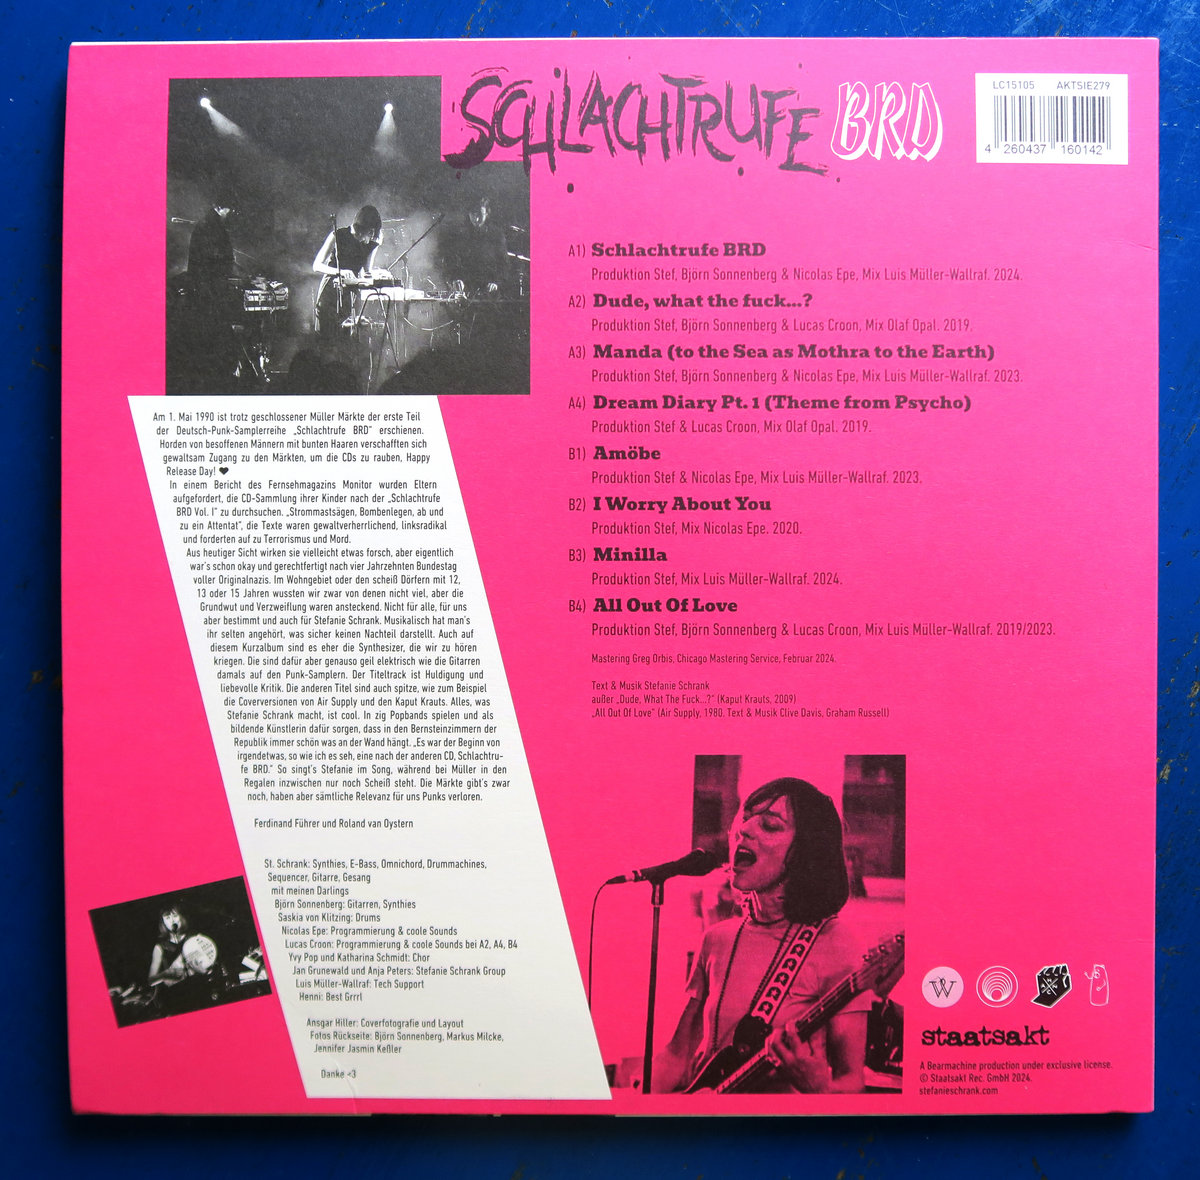 SCHLACHTRUFE BRD
LC15105 AKTSIE279
4 260437 160142
A1) Schlachtrufe BRD
Produktion Stef, Björn Sonnenberg & Nicolas Epe, Mix Luis Müller-Wallraf. 2024.
A2) Dude, what the fuck...?
Produktion Stef, Björn Sonnenberg & Lucas Croon, Mix Olaf Opal. 2019.
A3) Manda (to the Sea as Mothra to the Earth)
Produktion Stef, Björn Sonnenberg & Nicolas Epe, Mix Luis Müller-Wallraf. 2023.
A4) Dream Diary Pt. 1 (Theme from Psycho)
Produktion Stef & Lucas Croon, Mix Olaf Opal. 2019.
B1) Amöbe
Produktion Stef & Nicolas Epe, Mix Luis Müller-Wallraf. 2023.
B2) I Worry About You
Produktion Stef, Mix Nicolas Epe. 2020.
B3) Minilla
Produktion Stef, Mix Luis Müller-Wallraf. 2024.
B4) All Out Of Love
Produktion Stef, Björn Sonnenberg & Lucas Croon, Mix Luis Müller-Wallraf. 2019/2023.
Mastering Greg Orbis, Chicago Mastering Service, Februar 2024.
Text & Musik Stefanie Schrank
außer „Dude, What The Fuck...?“ (Kaput Krauts, 2009)
„All Out Of Love“ (Air Supply, 1980. Text & Musik Clive Davis, Graham Russell)
Am 1. Mai 1990 ist trotz geschlossener Müller Märkte der erste Teil
der Deutsch-Punk-Samplerreihe „Schlachtrufe BRD“ erschienen.
Horden von besoffenen Männern mit bunten Haaren verschafften sich
gewaltsam Zugang zu den Märkten, um die CDs zu rauben, Happy
Release Day! ♥
In einem Bericht des Fernsehmagazins Monitor wurden Eltern
aufgefordert, die CD-Sammlung ihrer Kinder nach der „Schlachtrufe
BRD Vol. I“ zu durchsuchen. „Strommastsägen, Bombenlegen, ab und
zu ein Attentat“, die Texte waren gewaltverherrlichend, linksradikal
und forderten auf zu Terrorismus und Mord.
Aus heutiger Sicht wirken sie vielleicht etwas forsch, aber eigentlich
war's schon okay und gerechtfertigt nach vier Jahrzehnten Bundestag
voller Originalnazis. Im Wohngebiet oder den scheiß Dörfern mit 12,
13 oder 15 Jahren wussten wir zwar von denen nicht viel, aber die
Grundwut und Verzweiflung waren ansteckend. Nicht für alle, für uns
aber bestimmt und auch für Stefanie Schrank. Musikalisch hat man's
ihr selten angehört, was sicher keinen Nachteil darstellt. Auch auf
diesem Kurzalbum sind es eher die Synthesizer, die wir zu hören
kriegen. Die sind dafür aber genauso geil elektrisch wie die Gitarren
damals auf den Punk-Samplern. Der Titeltrack ist Huldigung und
liebevolle Kritik. Die anderen Titel sind auch spitze, wie zum Beispiel
die Coverversionen von Air Supply und den Kaput Krauts. Alles, was
Stefanie Schrank macht, ist cool. In zig Popbands spielen und als
bildende Künstlerin dafür sorgen, dass in den Bernsteinzimmern der
Republik immer schön was an der Wand hängt. „Es war der Beginn von
irgendetwas, so wie ich es seh, eine nach der anderen CD, Schlachtru-
fe BRD.“ So singt's Stefanie im Song, während bei Müller in den
Regalen inzwischen nur noch Scheiß steht. Die Märkte gibt's zwar
noch, haben aber sämtliche Relevanz für uns Punks verloren.
Ferdinand Führer und Roland van Oystern
St. Schrank: Synthies, E-Bass, Omnichord, Drummachines,
Sequencer, Gitarre, Gesang
mit meinen Darlings
Björn Sonnenberg: Gitarren, Synthies
Saskia von Klitzing: Drums
Nicolas Epe: Programmierung & coole Sounds
Lucas Croon: Programmierung & coole Sounds bei A2, A4, B4
Yvy Pop und Katharina Schmidt: Chor
Jan Grunewald und Anja Peters: Stefanie Schrank Group
Luis Müller-Wallraf: Tech Support
Henni: Best Grrrl
Ansgar Hiller: Coverfotografie und Layout
Fotos Rückseite: Björn Sonnenberg, Markus Milcke,
Jennifer Jasmin Keßler
Danke <3
W
staatsakt
A Bearmachine production under exclusive license.
© Staatsakt Rec. GmbH 2024.
stefanieschrank.com